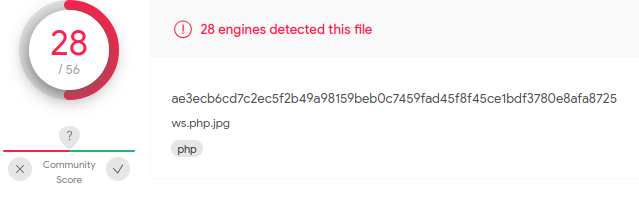 28
/ 56
?
Community
Score
28 engines detected this file
ae3ecb6cd7c2ec5f2b49a98159beb0c7459fad45f8f45ce1bdf3780e8afa8725
ws.php.jpg
php